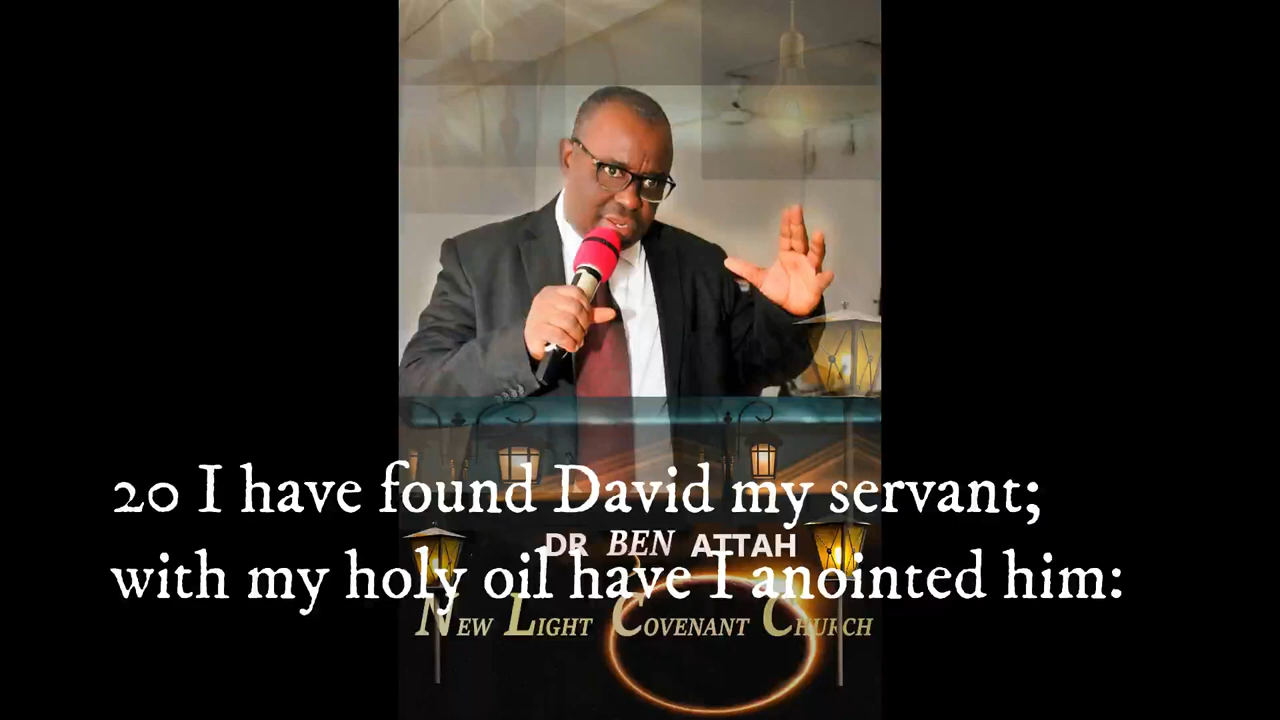 20 I have found David my servant;
DR BEN ATTAH
with my holy oil have I anointed him:
NEW LIGHT COVENANT CHURCH